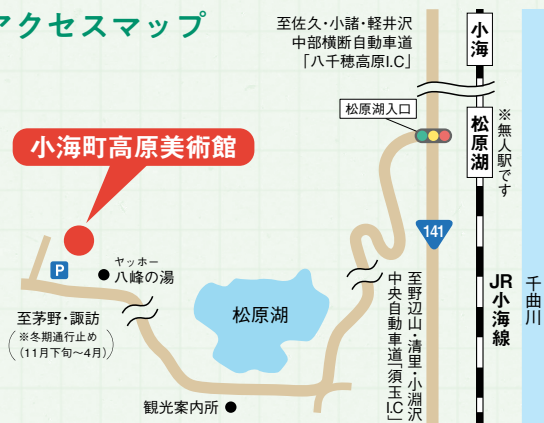 アクセスマップ
至佐久・小諸・軽井沢
中部横断自動車道
「八千穂高原I.C」
小海
松原湖入口
松原湖
※無人駅です
小海町高原美術館
141
P
ヤッホー
八峰の湯
至茅野・諏訪
(※冬期通行止め
(11月下旬〜4月))
松原湖
観光案内所
至野辺山・清里・小淵沢
中央自動車道「須玉I.C」
JR小海線
千曲川